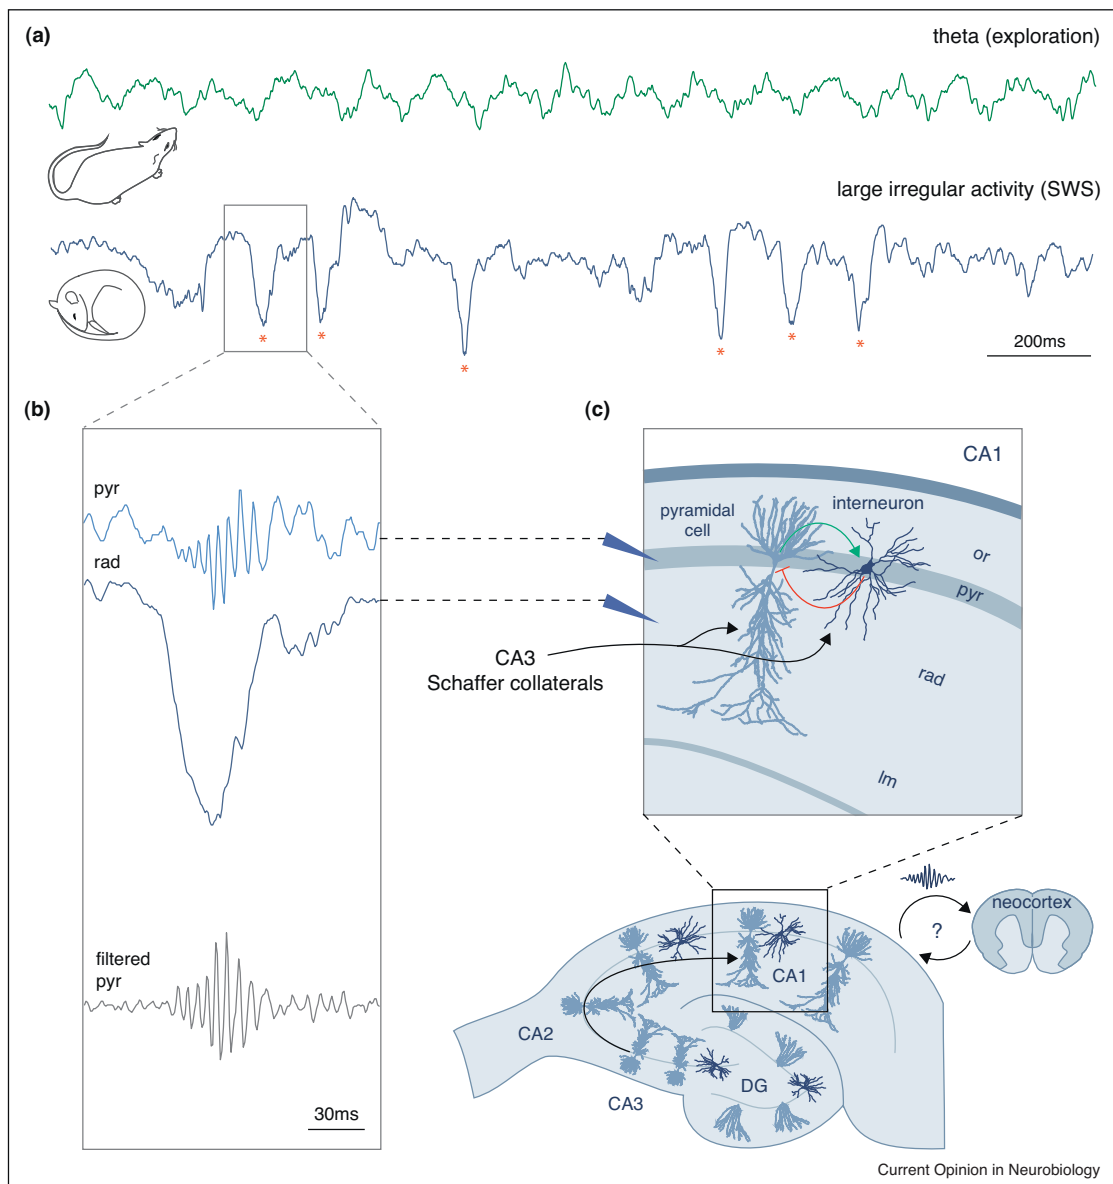 (a)
theta (exploration)
large irregular activity (SWS)
* * * * * *
200ms
(b)
pyr
rad
filtered
pyr
30ms
(c)
CA1
pyramidal
cell
interneuron
or
pyr
rad
lm
CA3
Schaffer collaterals
neocortex
?
CA1
CA2
DG
CA3
Current Opinion in Neurobiology